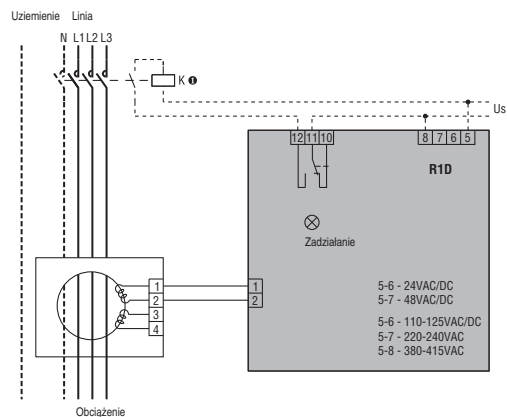 Uziemienie Linia
N L1 L2 L3
K ❶
Us
12 11 10
8 7 6 5
R1D
Zadziałanie
1
2
3
4
1
2
5-6 - 24VAC/DC
5-7 - 48VAC/DC
5-6 - 110-125VAC/DC
5-7 - 220-240VAC
5-8 - 380-415VAC
Obciążenie